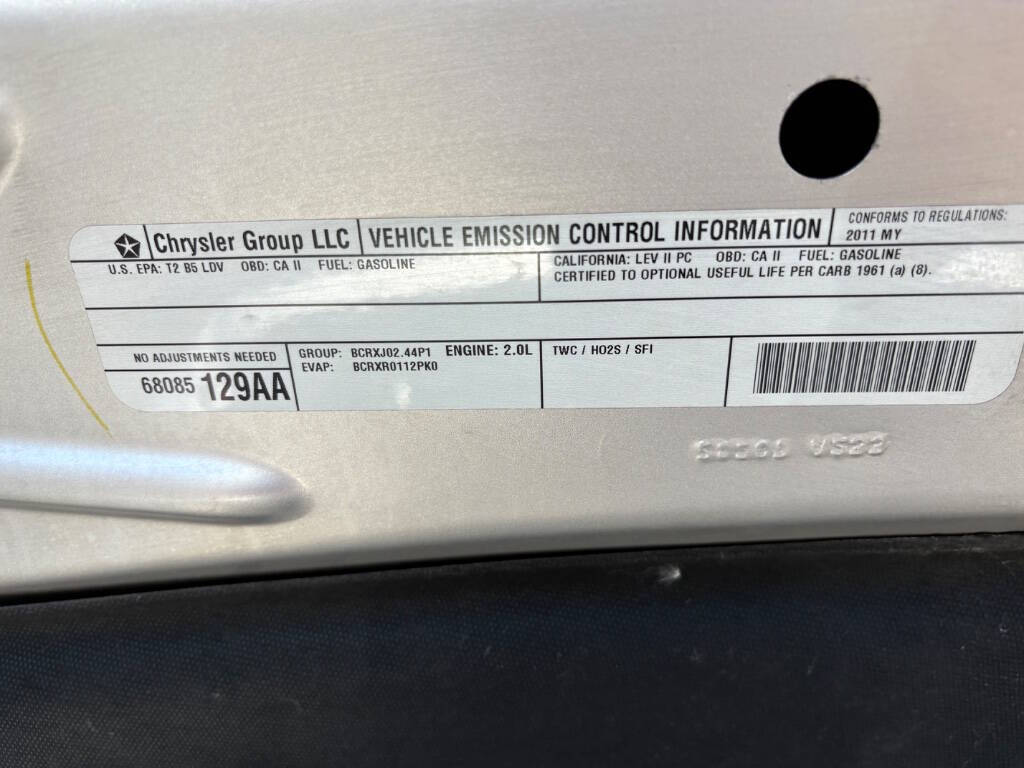 Chrysler Group LLC
VEHICLE EMISSION CONTROL INFORMATION
CONFORMS TO REGULATIONS:
2011 MY
U.S. EPA: T2 B5 LDV OBD: CA II FUEL: GASOLINE
CALIFORNIA: LEV II PC OBD: CA II FUEL: GASOLINE
CERTIFIED TO OPTIONAL USEFUL LIFE PER CARB 1961 (a) (8).
NO ADJUSTMENTS NEEDED
68085 129AA
GROUP: BCRXJ02.44P1 ENGINE: 2.0L
EVAP: BCRXR0112PK0
TWC / HO2S / SFI